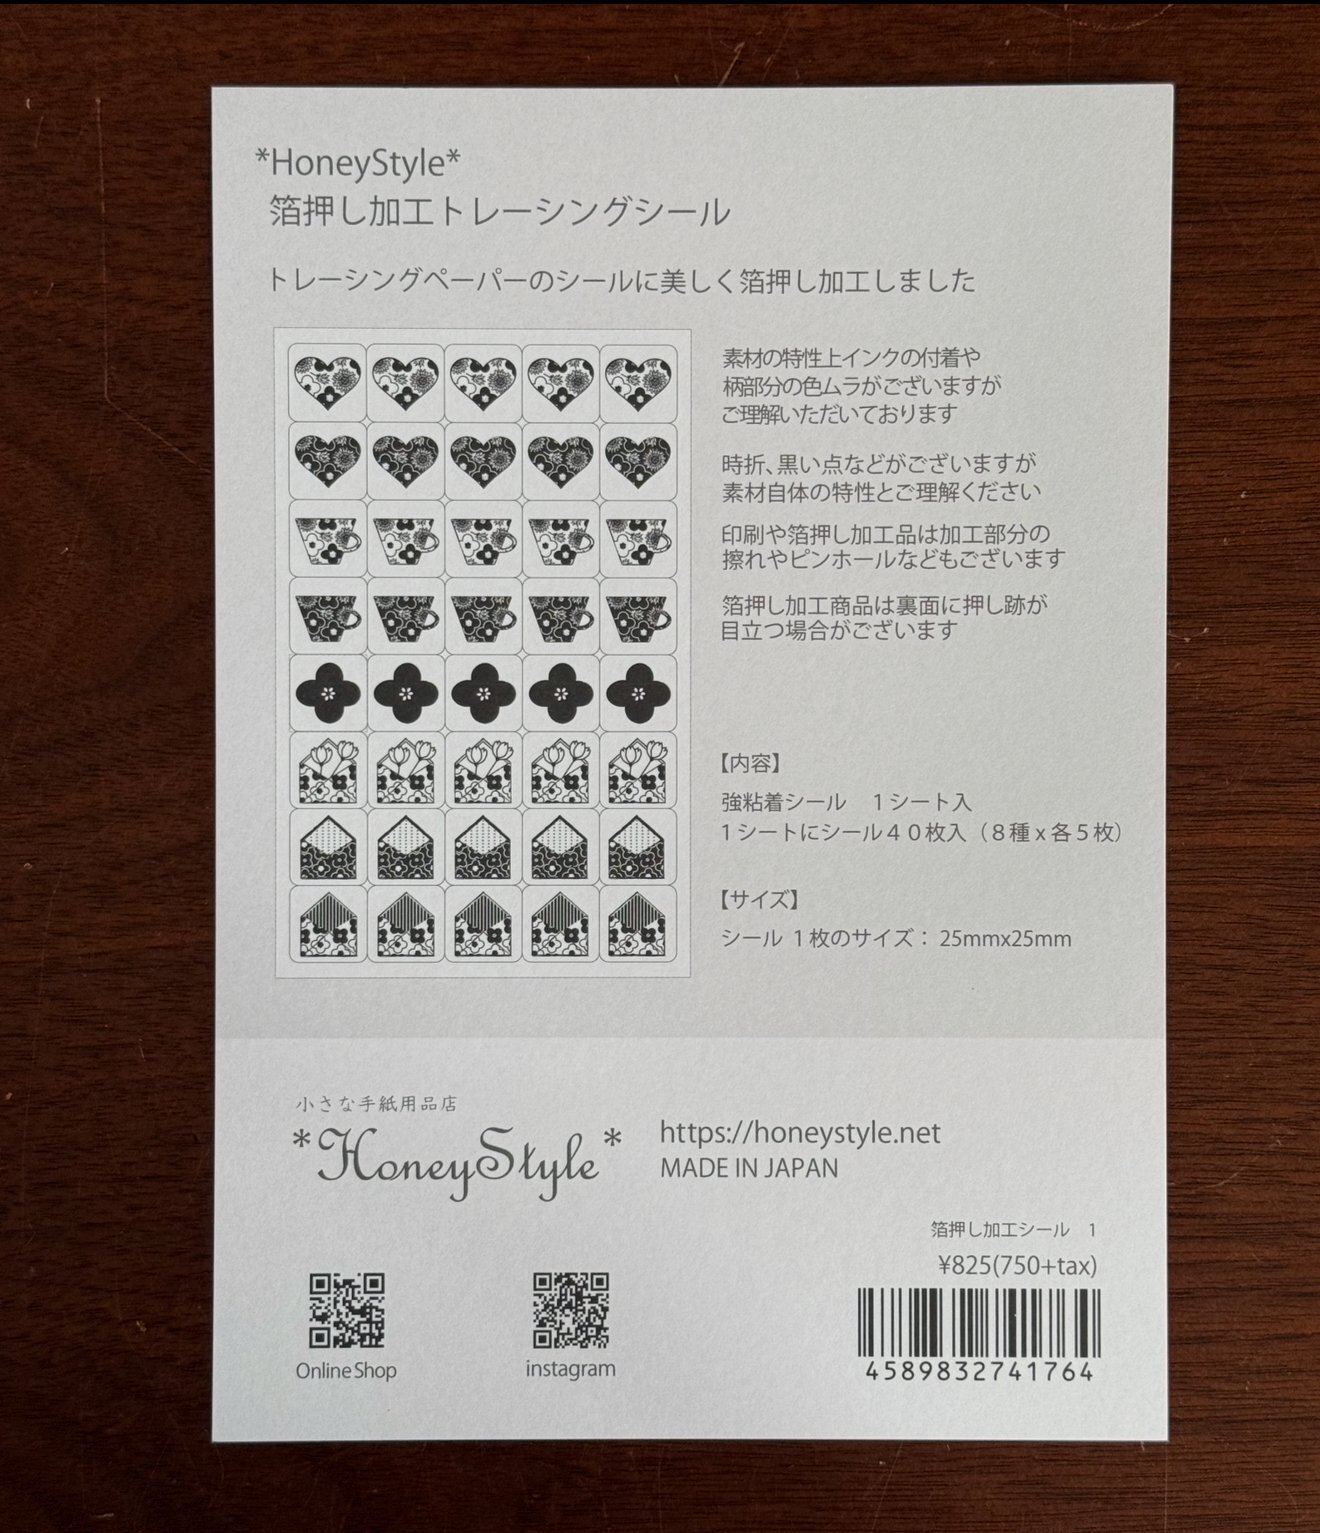 *HoneyStyle*
箔押し加工トレーシングシール
トレーシングペーパーのシールに美しく箔押し加工しました
素材の特性上インクの付着や
柄部分の色ムラがございますが
ご理解いただいております
時折、黒い点などがございますが
素材自体の特性とご理解ください
印刷や箔押し加工品は加工部分の
擦れやピンホールなどもございます
箔押し加工商品は裏面に押し跡が
目立つ場合がございます
【内容】
強粘着シール　１シート入
１シートにシール４０枚入（８種ｘ各５枚）
【サイズ】
シール １枚のサイズ： 25mmx25mm
小さな手紙用品店
*HoneyStyle*
https://honeystyle.net
MADE IN JAPAN
箔押し加工シール　1
¥825(750+tax)
4589832741764
Online Shop
instagram